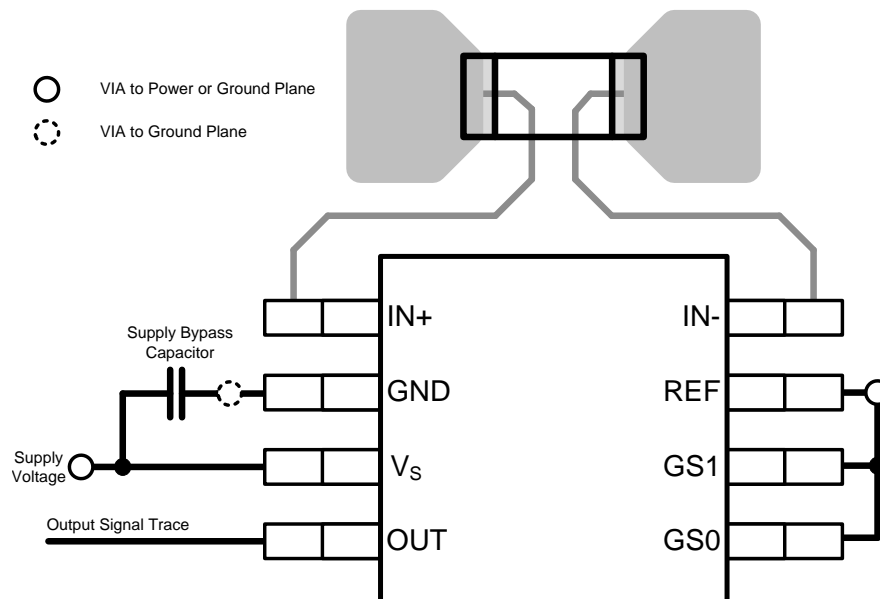 VIA to Power or Ground Plane
VIA to Ground Plane
IN+
IN-
Supply Bypass
Capacitor
GND
REF
Supply
Voltage
VS
GS1
Output Signal Trace
OUT
GS0